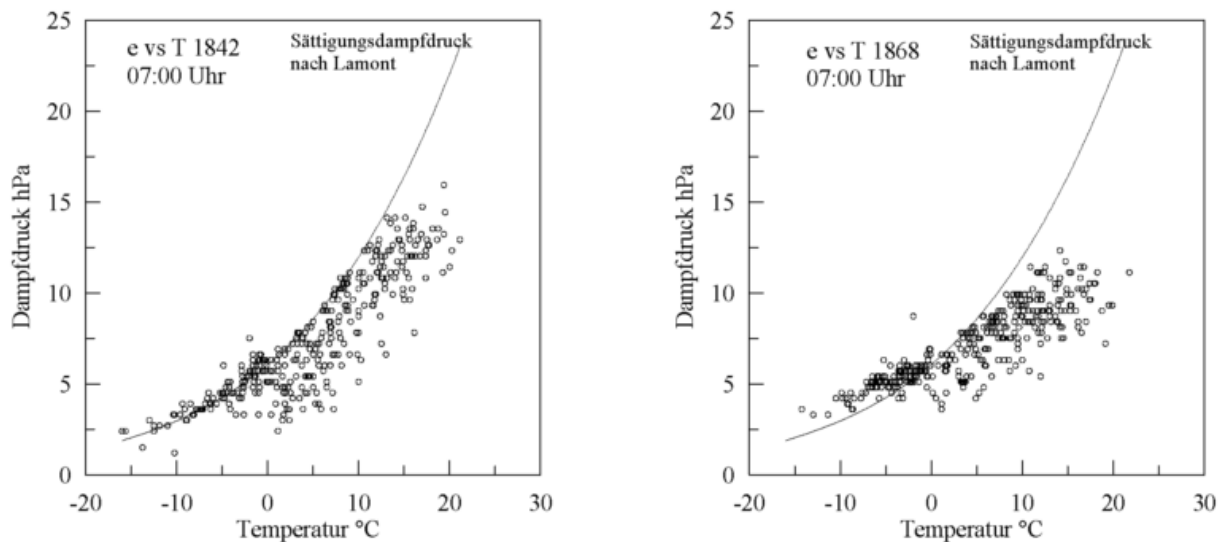 25
20
15
10
5
0
Dampfdruck hPa
e vs T 1842
07:00 Uhr
Sättigungsdampfdruck
nach Lamont
-20
-10
0
10
20
30
Temperatur °C
25
20
15
10
5
0
Dampfdruck hPa
e vs T 1868
07:00 Uhr
Sättigungsdampfdruck
nach Lamont
-20
-10
0
10
20
30
Temperatur °C